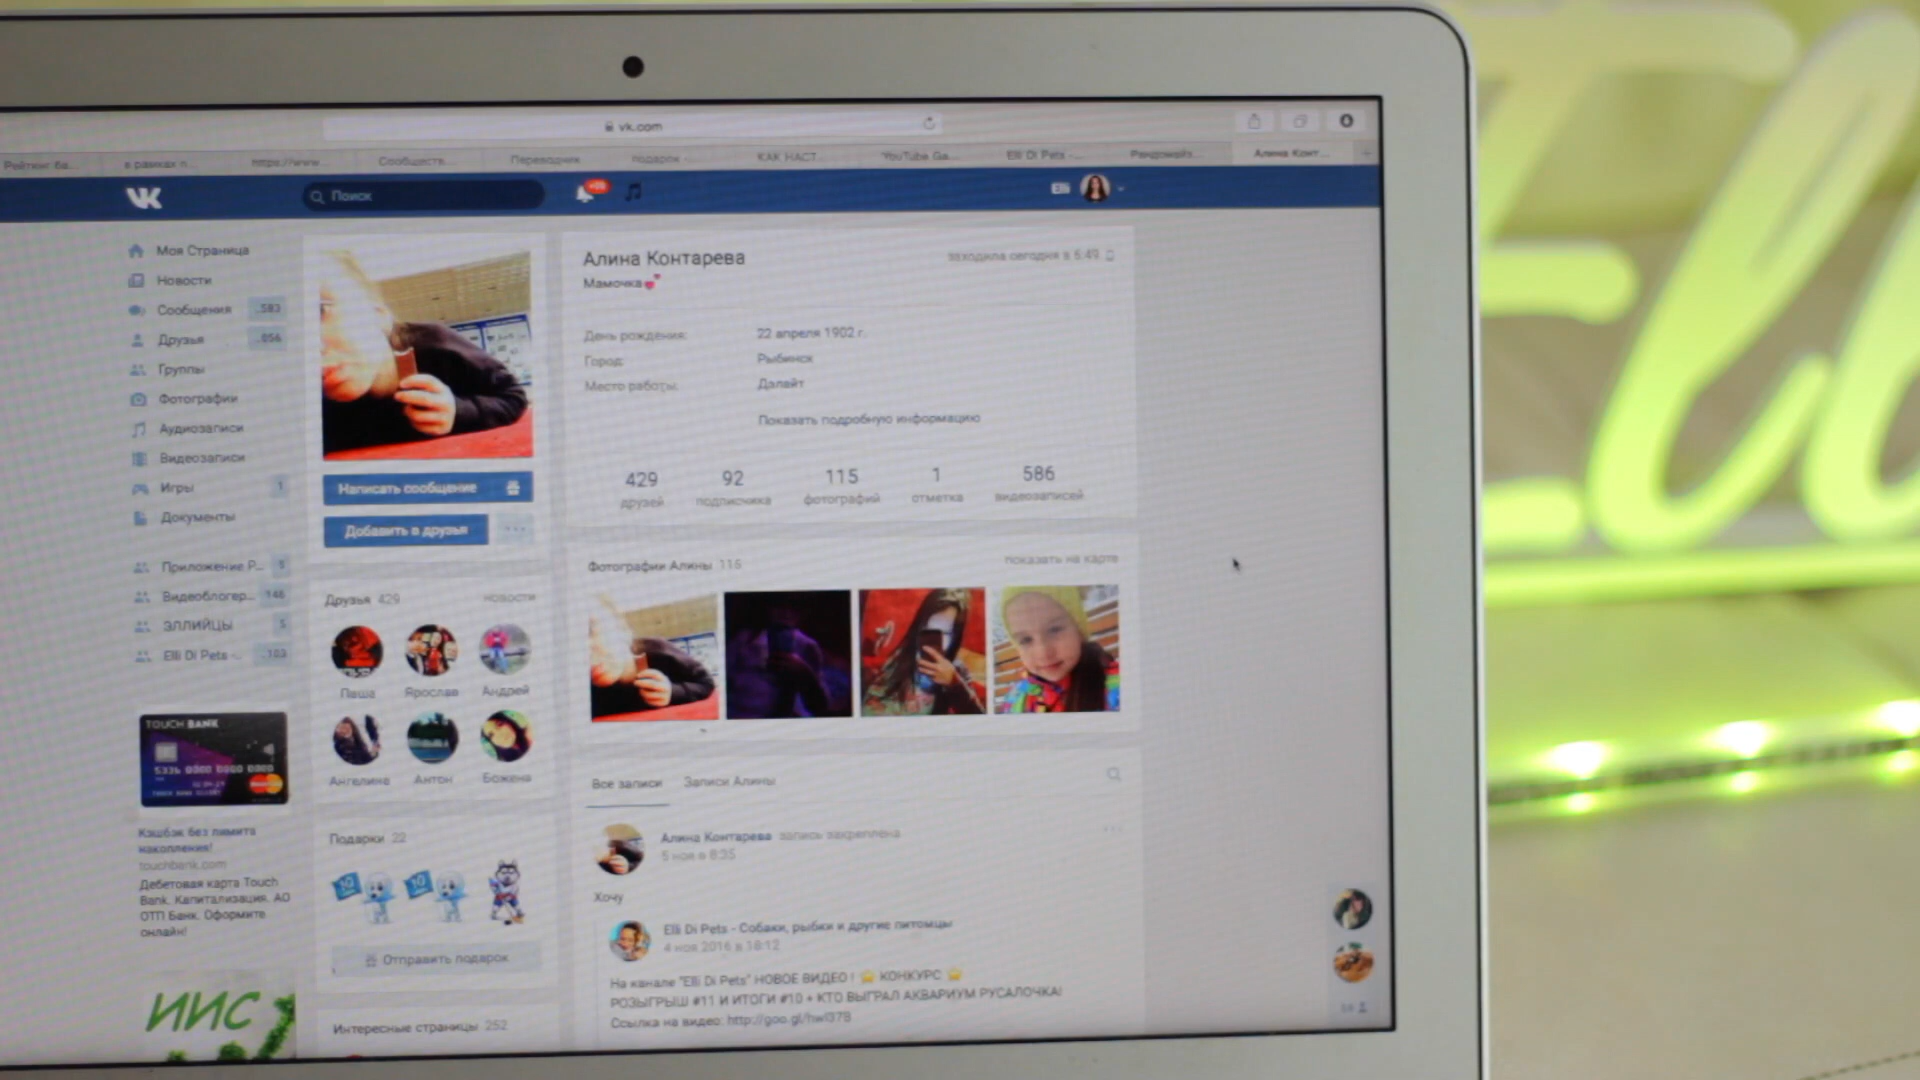 vk.com
Рейтинг ба...
в рамках п...
https://www...
Сообществ...
Переводчик
подарок -...
КАК НАСТ...
YouTube Ga...
Elli Di Pets -...
Рандомайз...
Алина Конт...
Поиск
Elli
Моя Страница
Новости
Сообщения ..583
Друзья ..056
Группы
Фотографии
Аудиозаписи
Видеозаписи
Игры 1
Документы
Приложение Р... 5
Видеоблогер... 146
ЭЛЛИЙЦЫ 5
Elli Di Pets -.. ..103
TOUCH BANK
Кэшбэк без лимита
накопления!
touchbank.com
Дебетовая карта Touch
Bank. Капитализация. АО
ОТП Банк. Оформите
онлайн!
ИИС
Написать сообщение
Добавить в друзья
Друзья 429 новости
Паша Ярослав Андрей
Ангелина Антон Божена
Подарки 22
Отправить подарок
Интересные страницы 252
Алина Контарева заходила сегодня в 5:49
Мамочка💕
День рождения: 22 апреля 1902 г.
Город: Рыбинск
Место работы: Дэлайт
Показать подробную информацию
429 92 115 1 586
друзей подписчика фотографий отметка видеозаписей
Фотографии Алины 115 показать на карте
Все записи Записи Алины
Алина Контарева запись закреплена
5 ноя в 8:35
Хочу
Elli Di Pets - Собаки, рыбки и другие питомцы
4 ноя 2016 в 18:12
На канале "Elli Di Pets" НОВОЕ ВИДЕО ! ⭐ КОНКУРС ⭐
РОЗЫГРЫШ #11 И ИТОГИ #10 + КТО ВЫГРАЛ АКВАРИУМ РУСАЛОЧКА!
Ссылка на видео: http://goo.gl/hwI37B